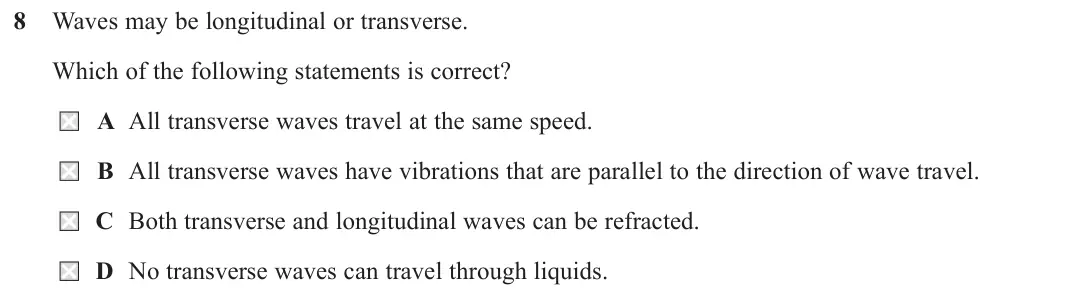 8 Waves may be longitudinal or transverse.
Which of the following statements is correct?
A All transverse waves travel at the same speed.
B All transverse waves have vibrations that are parallel to the direction of wave travel.
C Both transverse and longitudinal waves can be refracted.
D No transverse waves can travel through liquids.